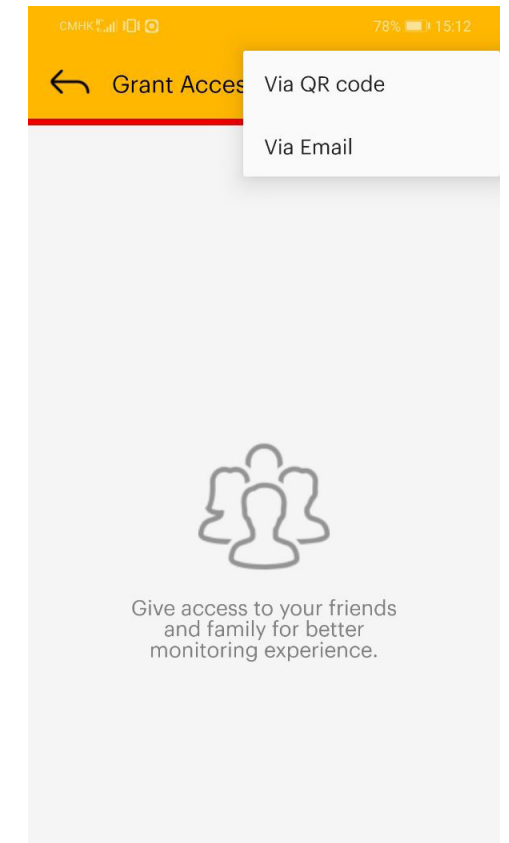 CMHK 78% 15:12
Grant Acces
Via QR code
Via Email
Give access to your friends
and family for better
monitoring experience.